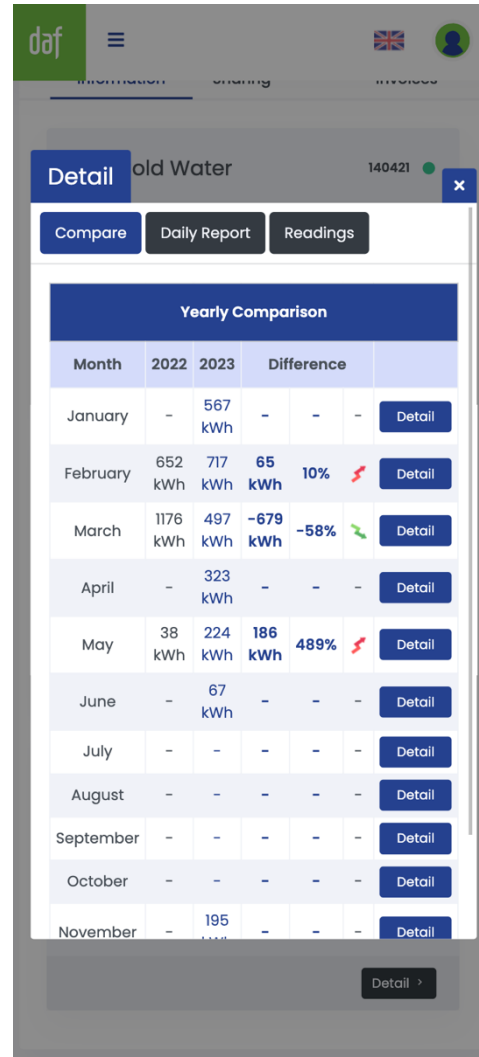 daf
Information Sharing Invoices
old Water 140421
Detail ×
Compare Daily Report Readings
Yearly Comparison
Month 2022 2023 Difference
January - 567 kWh - - - Detail
February 652 kWh 717 kWh 65 kWh 10% Detail
March 1176 kWh 497 kWh -679 kWh -58% Detail
April - 323 kWh - - - Detail
May 38 kWh 224 kWh 186 kWh 489% Detail
June - 67 kWh - - - Detail
July - - - - - Detail
August - - - - - Detail
September - - - - - Detail
October - - - - - Detail
November - 195 - - - Detail
Detail >